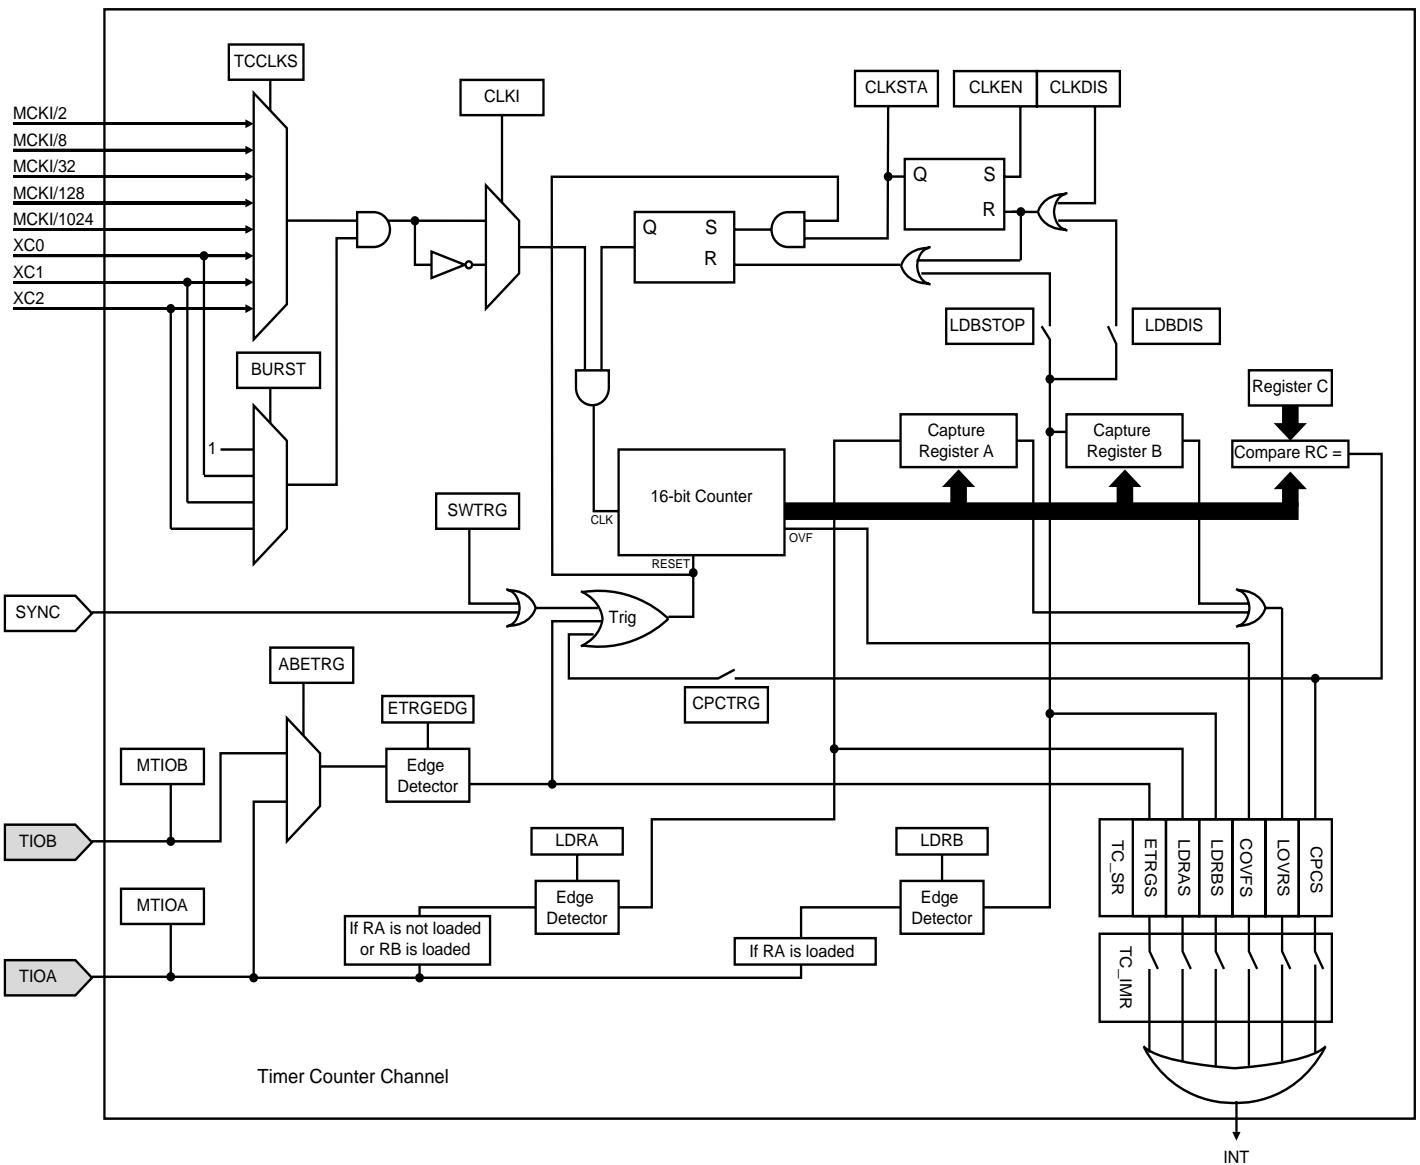 TCCLKS
CLKI
CLKSTA
CLKEN
CLKDIS
MCKI/2
MCKI/8
MCKI/32
MCKI/128
MCKI/1024
XC0
XC1
XC2
Q
S
R
Q
S
R
LDBSTOP
LDBDIS
BURST
1
Register C
Capture
Register A
Capture
Register B
Compare RC =
16-bit Counter
CLK
OVF
RESET
SWTRG
SYNC
Trig
ABETRG
CPCTRG
ETRGEDG
MTIOB
Edge
Detector
TIOB
LDRA
LDRB
MTIOA
Edge
Detector
Edge
Detector
If RA is not loaded
or RB is loaded
If RA is loaded
TIOA
TC_SR
ETRGS
LDRAS
LDRBS
COVFS
LOVRS
CPCS
TC_IMR
Timer Counter Channel
INT